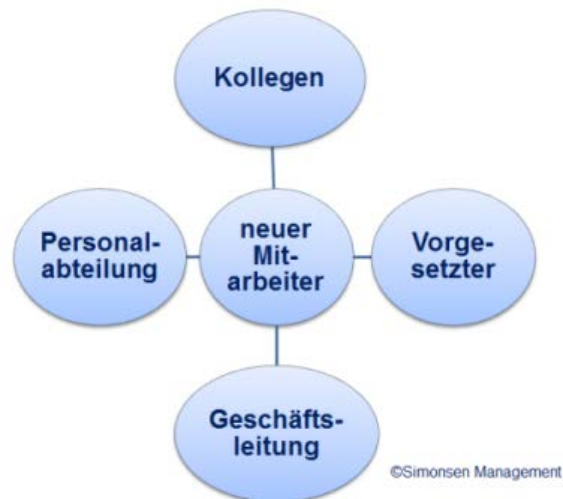 Kollegen
Personal-
abteilung
neuer
Mit-
arbeiter
Vorge-
setzter
Geschäfts-
leitung
©Simonsen Management